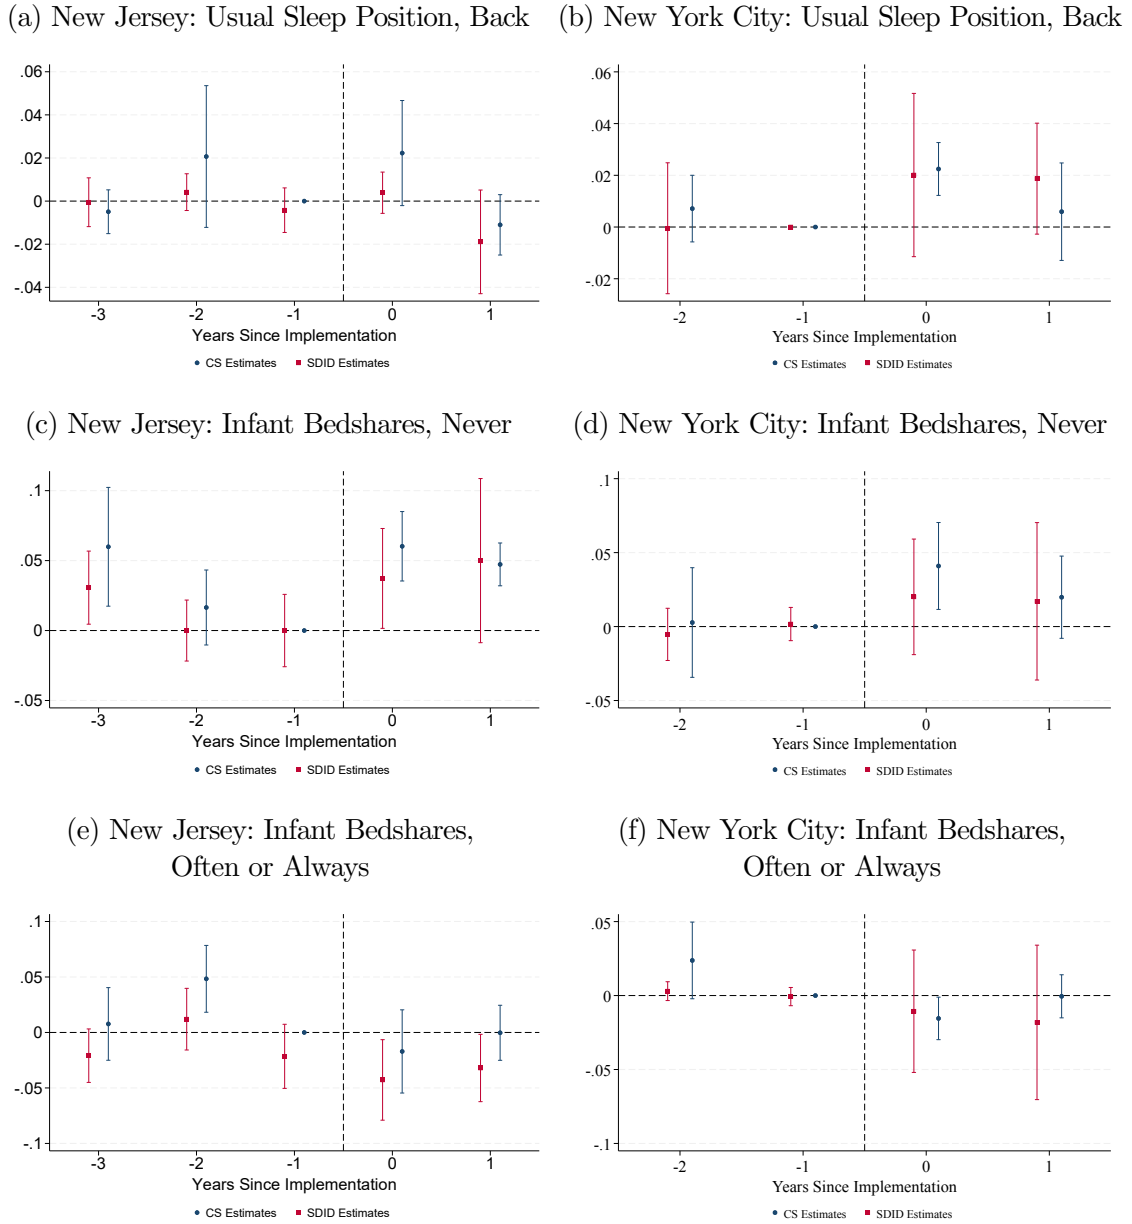 (a) New Jersey: Usual Sleep Position, Back
.06
.04
.02
0
-.02
-.04
-3 -2 -1 0 1
Years Since Implementation
CS Estimates SDID Estimates
(b) New York City: Usual Sleep Position, Back
.06
.04
.02
0
-.02
-2 -1 0 1
Years Since Implementation
CS Estimates SDID Estimates
(c) New Jersey: Infant Bedshares, Never
.1
.05
0
-.05
-3 -2 -1 0 1
Years Since Implementation
CS Estimates SDID Estimates
(d) New York City: Infant Bedshares, Never
.1
.05
0
-.05
-2 -1 0 1
Years Since Implementation
CS Estimates SDID Estimates
(e) New Jersey: Infant Bedshares,
Often or Always
.1
.05
0
-.05
-.1
-3 -2 -1 0 1
Years Since Implementation
CS Estimates SDID Estimates
(f) New York City: Infant Bedshares,
Often or Always
.05
0
-.05
-.1
-2 -1 0 1
Years Since Implementation
CS Estimates SDID Estimates